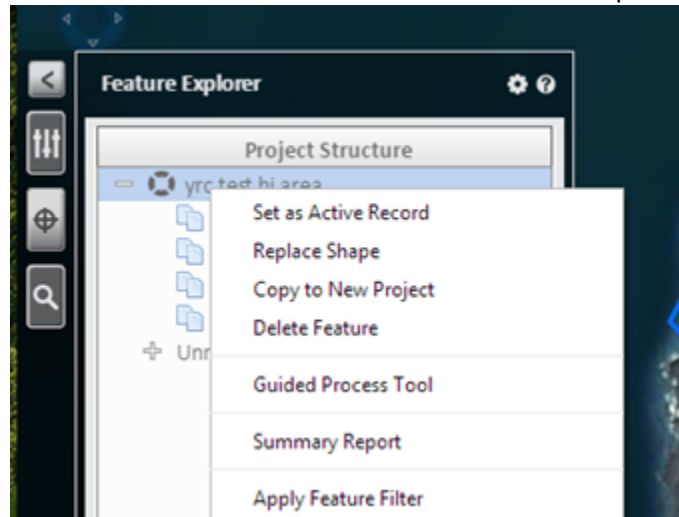 Feature Explorer
Project Structure
yrc test hi area
Set as Active Record
Replace Shape
Copy to New Project
Delete Feature
Guided Process Tool
Summary Report
Apply Feature Filter